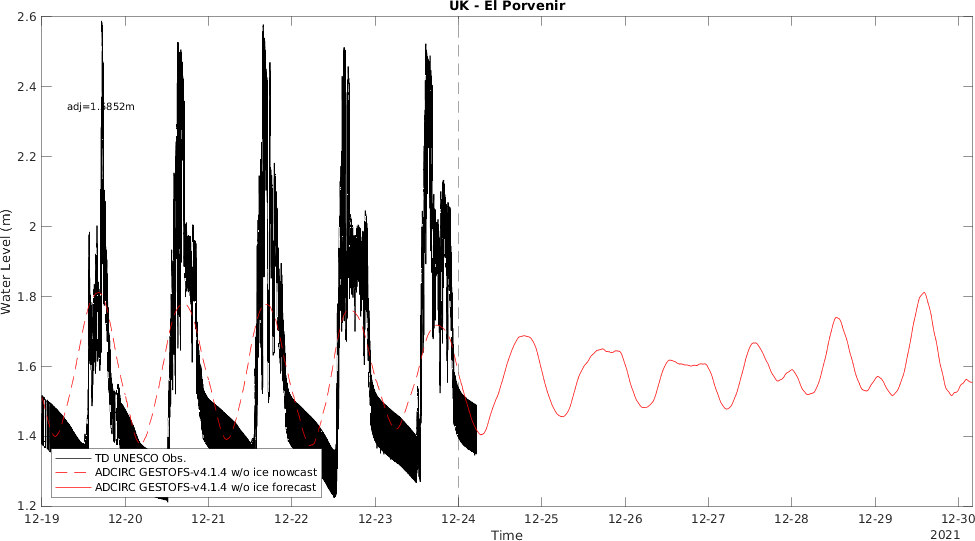 UK - El Porvenir
2.6
2.4
adj=1.5852m
2.2
2
1.8
1.6
1.4
1.2
Water Level (m)
TD UNESCO Obs.
ADCIRC GESTOFS-v4.1.4 w/o ice nowcast
ADCIRC GESTOFS-v4.1.4 w/o ice forecast
12-19 12-20 12-21 12-22 12-23 12-24 12-25 12-26 12-27 12-28 12-29 12-30
Time
2021